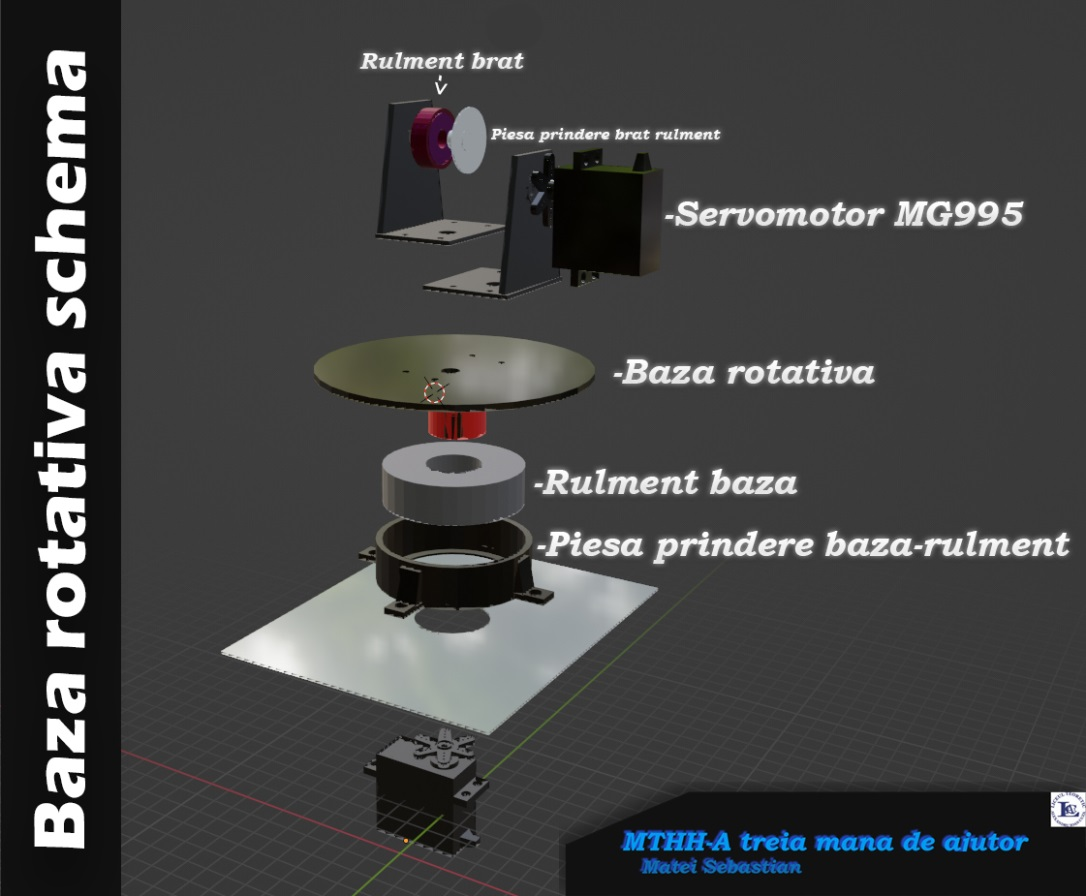 Baza rotativa schema
Rulment brat
Piesa prindere brat rulment
-Servomotor MG995
-Baza rotativa
-Rulment baza
-Piesa prindere baza-rulment
MTHH-A treia mana de ajutor
Matei Sebastian